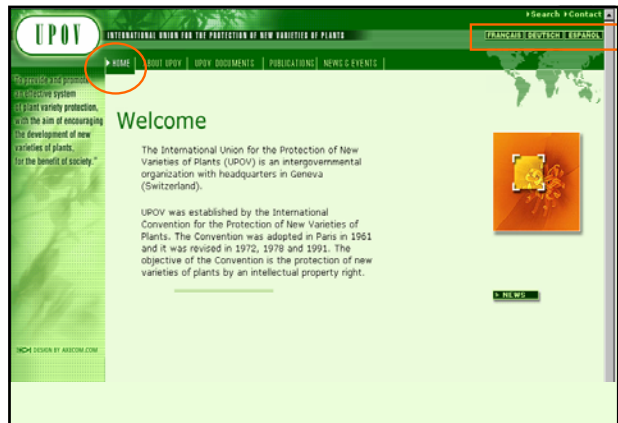 Search Contact
UPOV
INTERNATIONAL UNION FOR THE PROTECTION OF NEW VARIETIES OF PLANTS
FRANÇAIS | DEUTSCH | ESPAÑOL
HOME | ABOUT UPOV | UPOV DOCUMENTS | PUBLICATIONS | NEWS & EVENTS
"To provide and promote
an effective system
of plant variety protection,
with the aim of encouraging
the development of new
varieties of plants,
for the benefit of society."
Welcome
The International Union for the Protection of New
Varieties of Plants (UPOV) is an intergovernmental
organization with headquarters in Geneva
(Switzerland).
UPOV was established by the International
Convention for the Protection of New Varieties of
Plants. The Convention was adopted in Paris in 1961
and it was revised in 1972, 1978 and 1991. The
objective of the Convention is the protection of new
varieties of plants by an intellectual property right.
NEWS
DESIGN BY AXECOM.COM